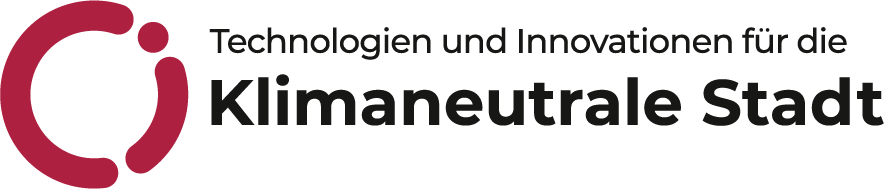 Technologien und Innovationen für die
Klimaneutrale Stadt